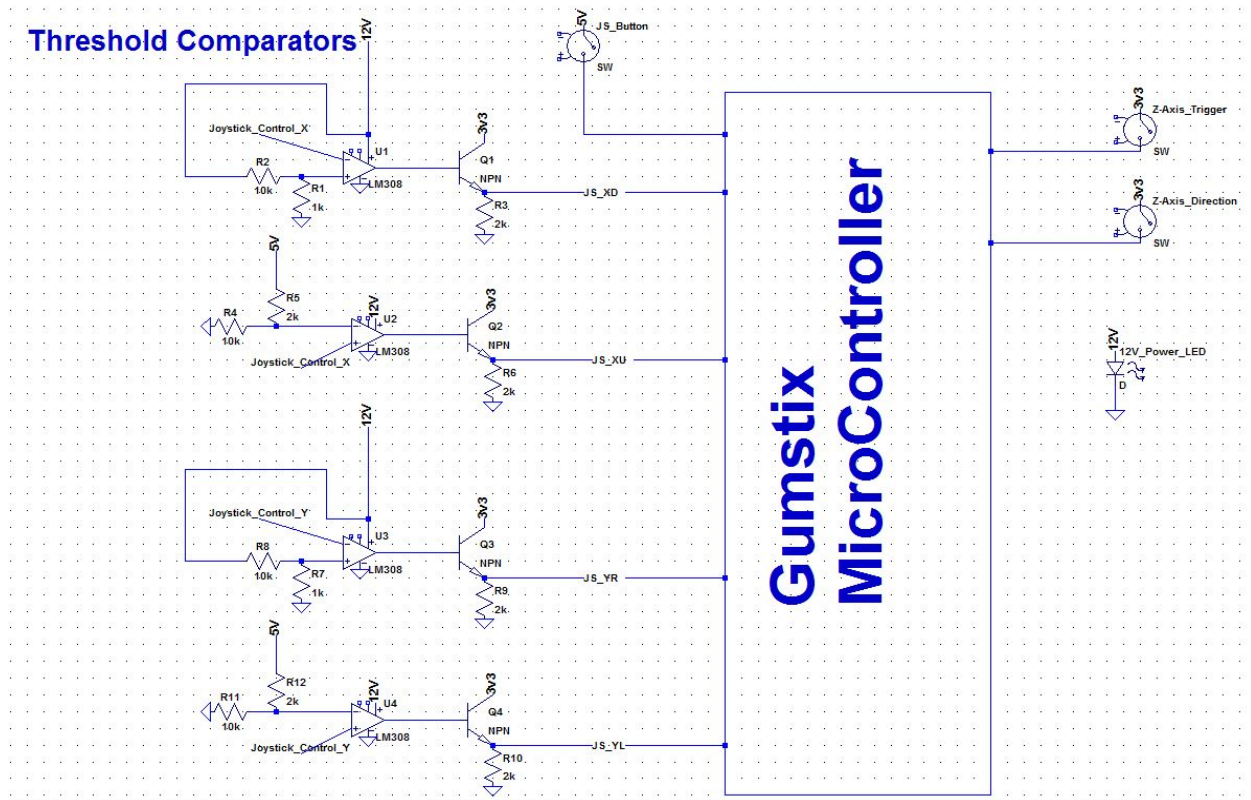 Threshold Comparators
12V
5V
JS_Button
SW
Joystick_Control_X
U1
LM308
R2
10k
R1
1k
3v3
Q1
NPN
R3
2k
JS_XD
5V
R5
2k
R4
10k
12V
U2
LM308
Joystick_Control_X
3v3
Q2
NPN
R6
2k
JS_XU
12V
Joystick_Control_Y
U3
LM308
R8
10k
R7
1k
3v3
Q3
NPN
R9
2k
JS_YR
5V
R12
2k
R11
10k
12V
U4
LM308
Joystick_Control_Y
3v3
Q4
NPN
R10
2k
JS_YL
Gumstix
MicroController
3v3
Z-Axis_Trigger
SW
3v3
Z-Axis_Direction
SW
12V
12V_Power_LED
D